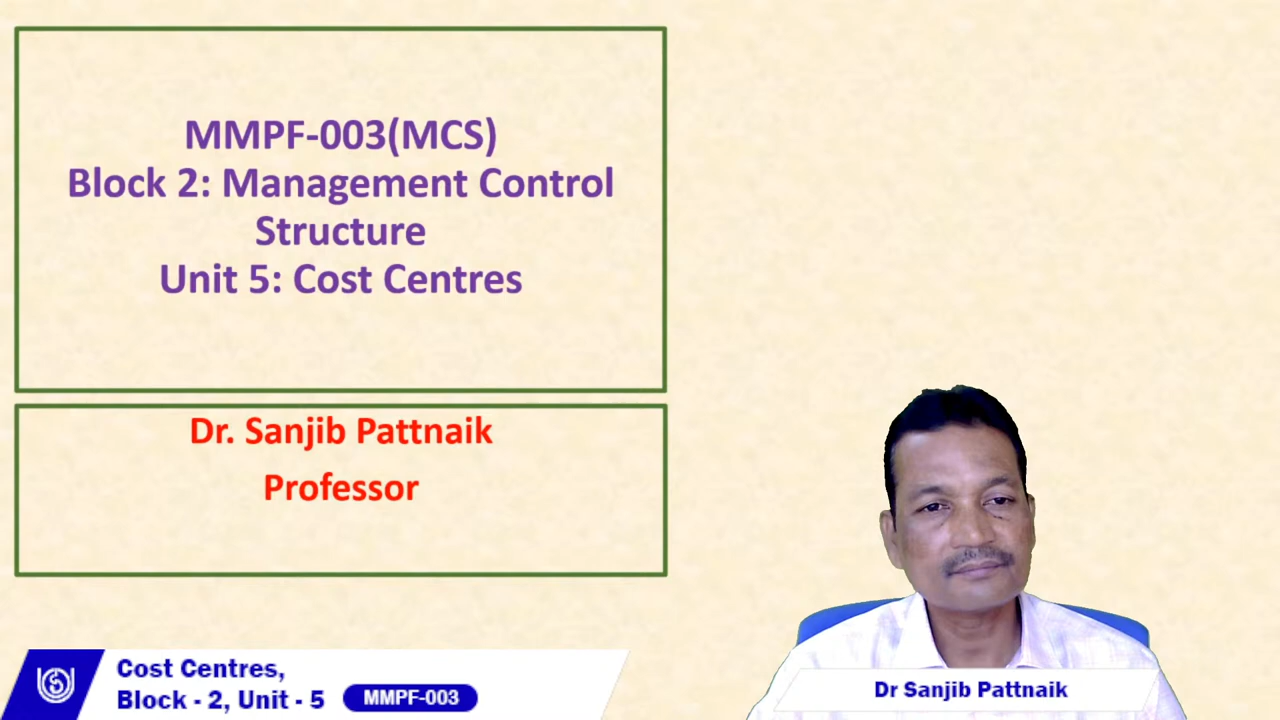 MMPF-003(MCS)
Block 2: Management Control
Structure
Unit 5: Cost Centres
Dr. Sanjib Pattnaik
Professor
Cost Centres,
Block - 2, Unit - 5
MMPF-003
Dr Sanjib Pattnaik